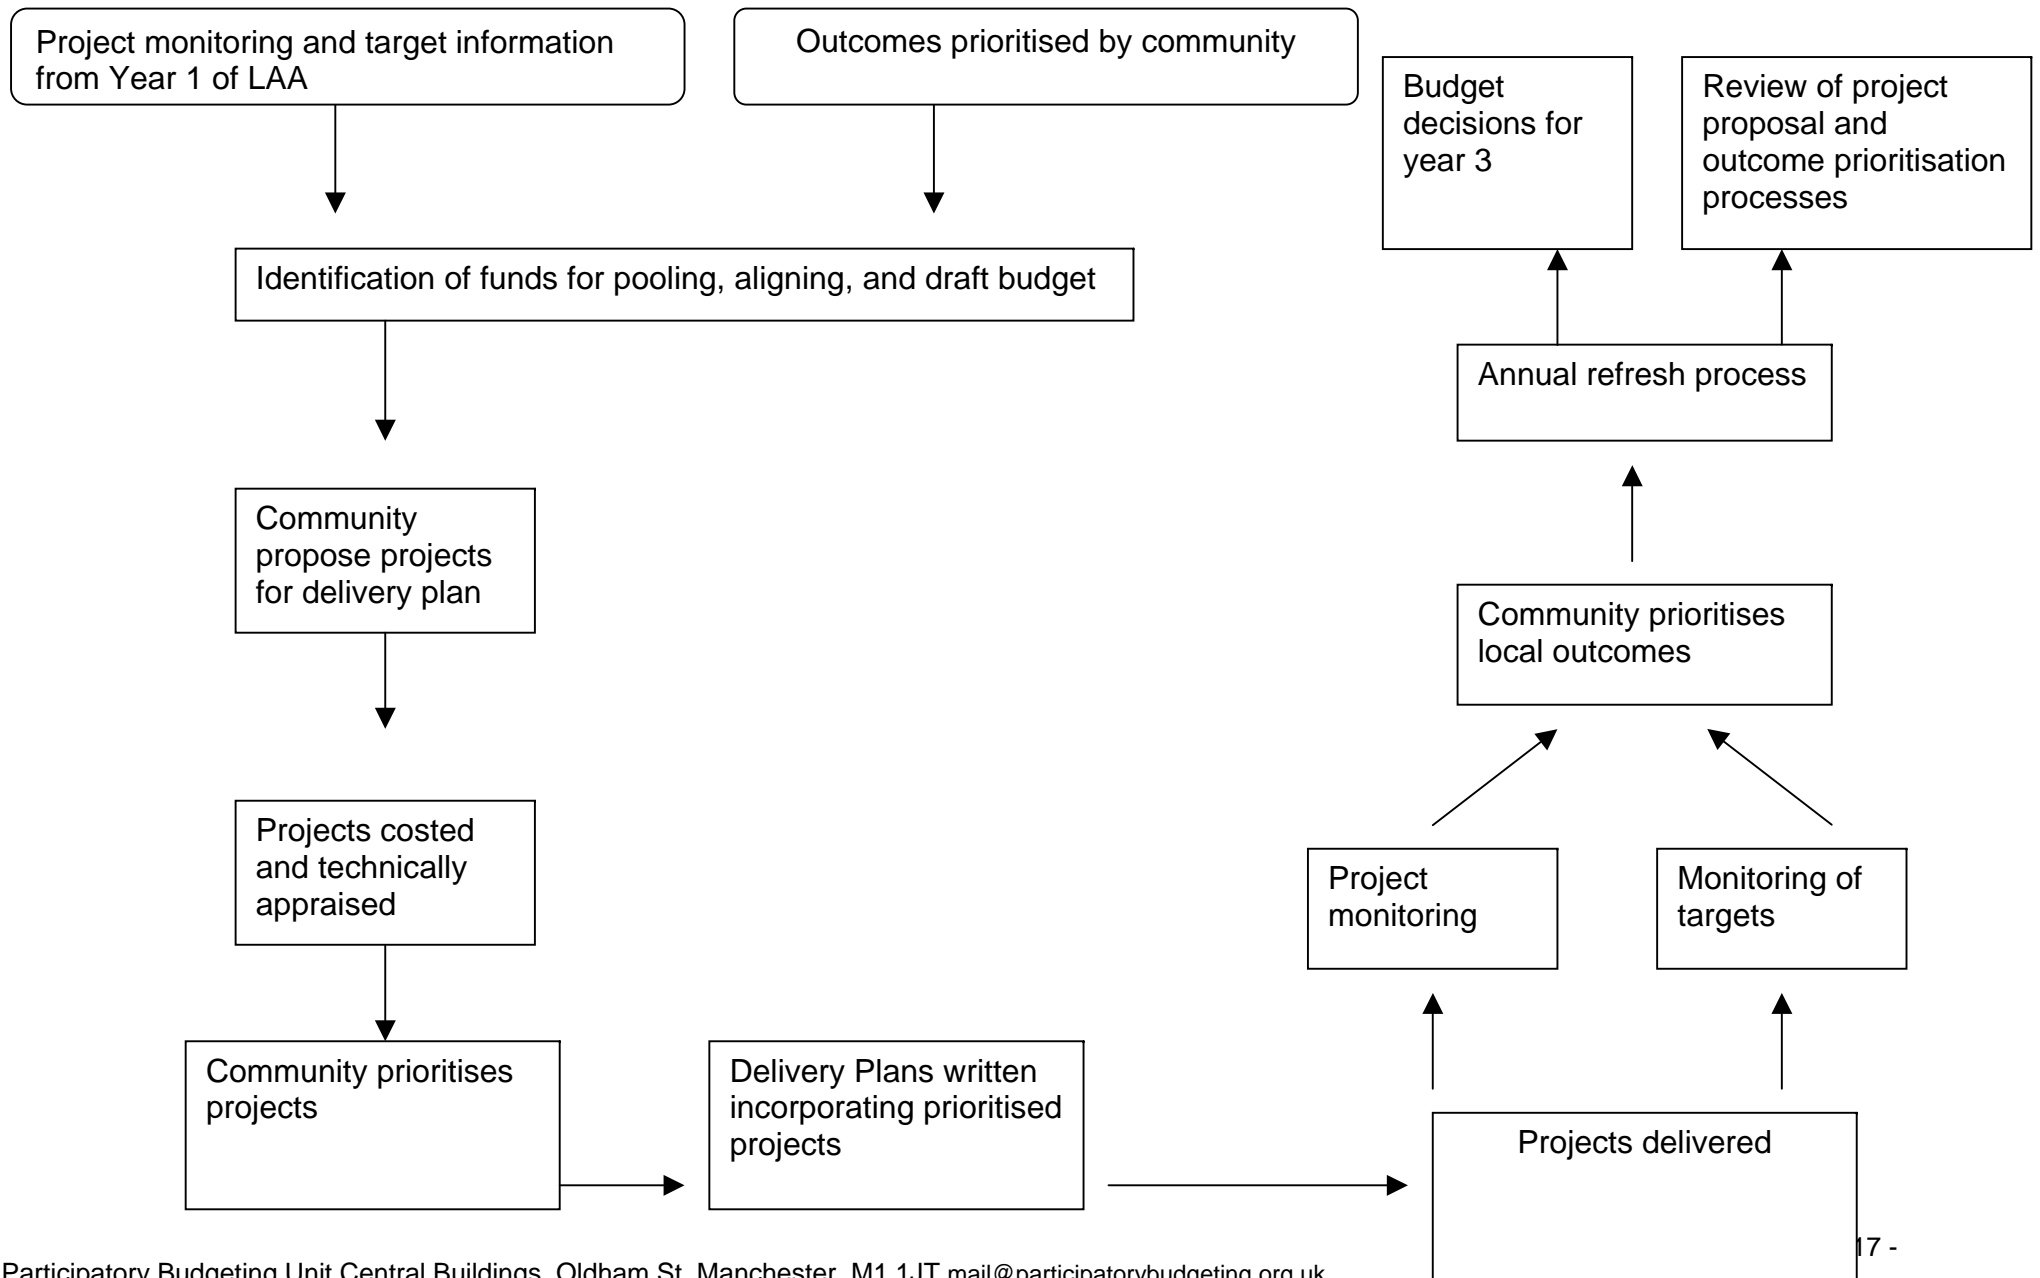 Project monitoring and target information
from Year 1 of LAA
Outcomes prioritised by community
Budget
decisions for
year 3
Review of project
proposal and
outcome prioritisation
processes
Identification of funds for pooling, aligning, and draft budget
Annual refresh process
Community
propose projects
for delivery plan
Community prioritises
local outcomes
Projects costed
and technically
appraised
Project
monitoring
Monitoring of
targets
Community prioritises
projects
Delivery Plans written
incorporating prioritised
projects
Projects delivered
17 -
Participatory Budgeting Unit Central Buildings, Oldham St, Manchester, M1 1JT mail@participatorybudgeting.org.uk